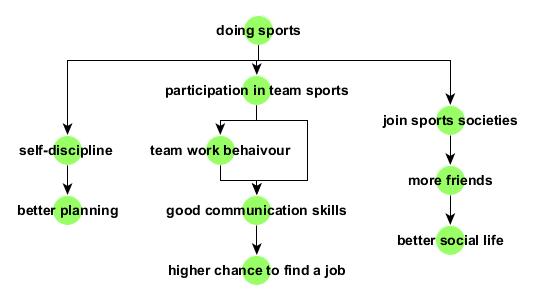 doing sports
participation in team sports
join sports societies
self-discipline
team work behaivour
more friends
better planning
good communication skills
better social life
higher chance to find a job